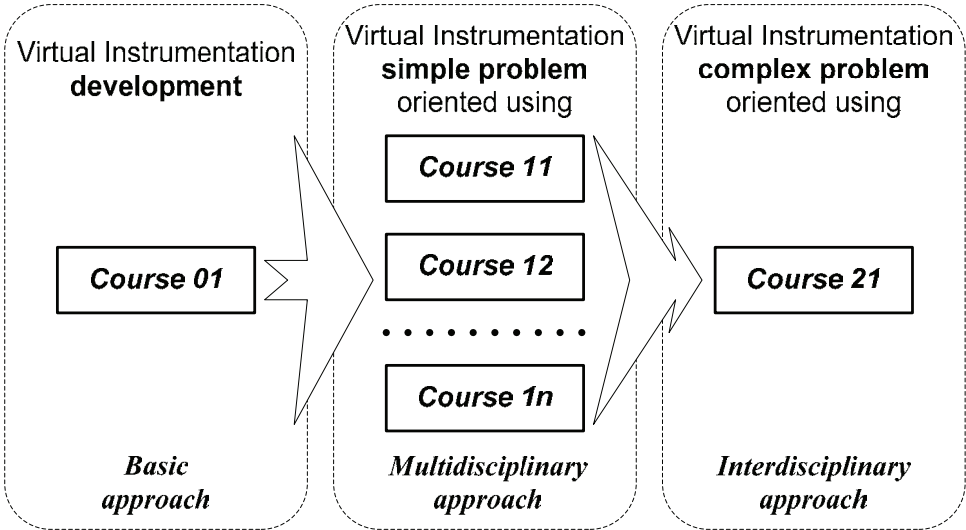 Virtual Instrumentation
development
Course 01
Basic
approach
Virtual Instrumentation
simple problem
oriented using
Course 11
Course 12
. . . . . . . . . . . . . . . .
Course 1n
Multidisciplinary
approach
Virtual Instrumentation
complex problem
oriented using
Course 21
Interdisciplinary
approach